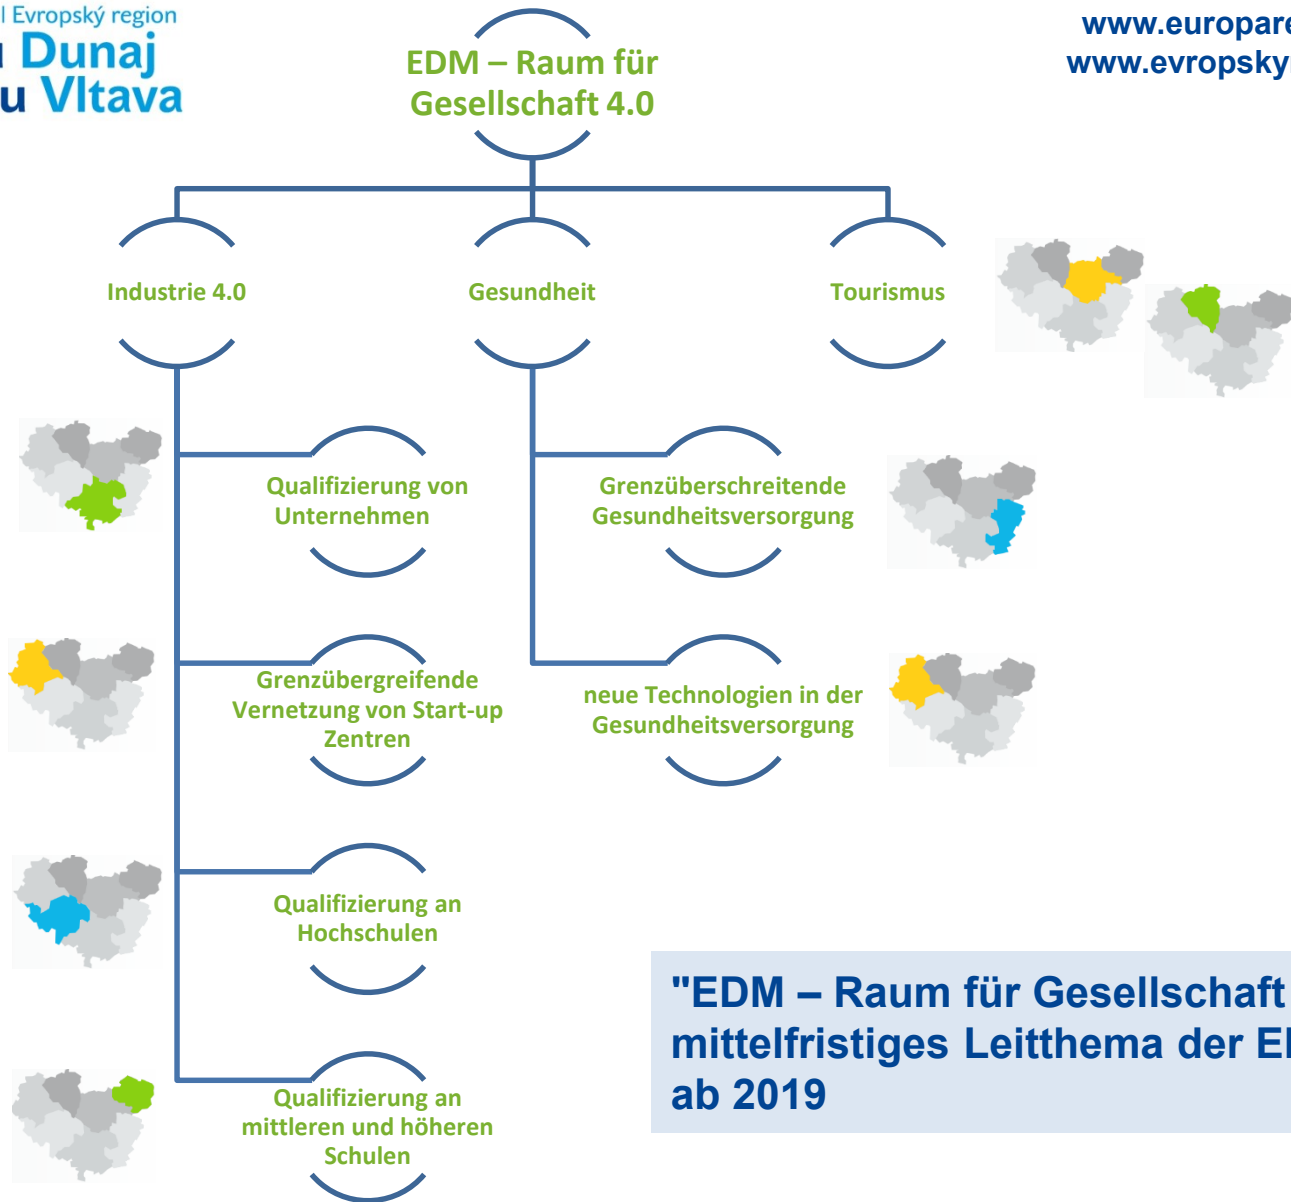 l Evropský region
Dunaj
u Vltava
www.europare
www.evropsky
EDM – Raum für
Gesellschaft 4.0
Industrie 4.0
Gesundheit
Tourismus
Qualifizierung von
Unternehmen
Grenzüberschreitende
Gesundheitsversorgung
Grenzübergreifende
Vernetzung von Start-up
Zentren
neue Technologien in der
Gesundheitsversorgung
Qualifizierung an
Hochschulen
Qualifizierung an
mittleren und höheren
Schulen
"EDM – Raum für Gesellschaft
mittelfristiges Leitthema der
ab 2019